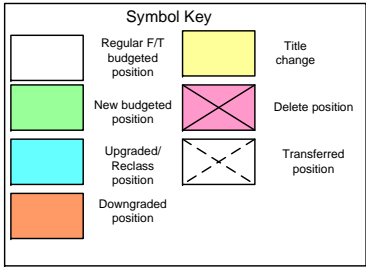 Symbol Key
Regular F/T
budgeted
position
New budgeted
position
Upgraded/
Reclass
position
Downgraded
position
Title
change
Delete position
Transferred
position